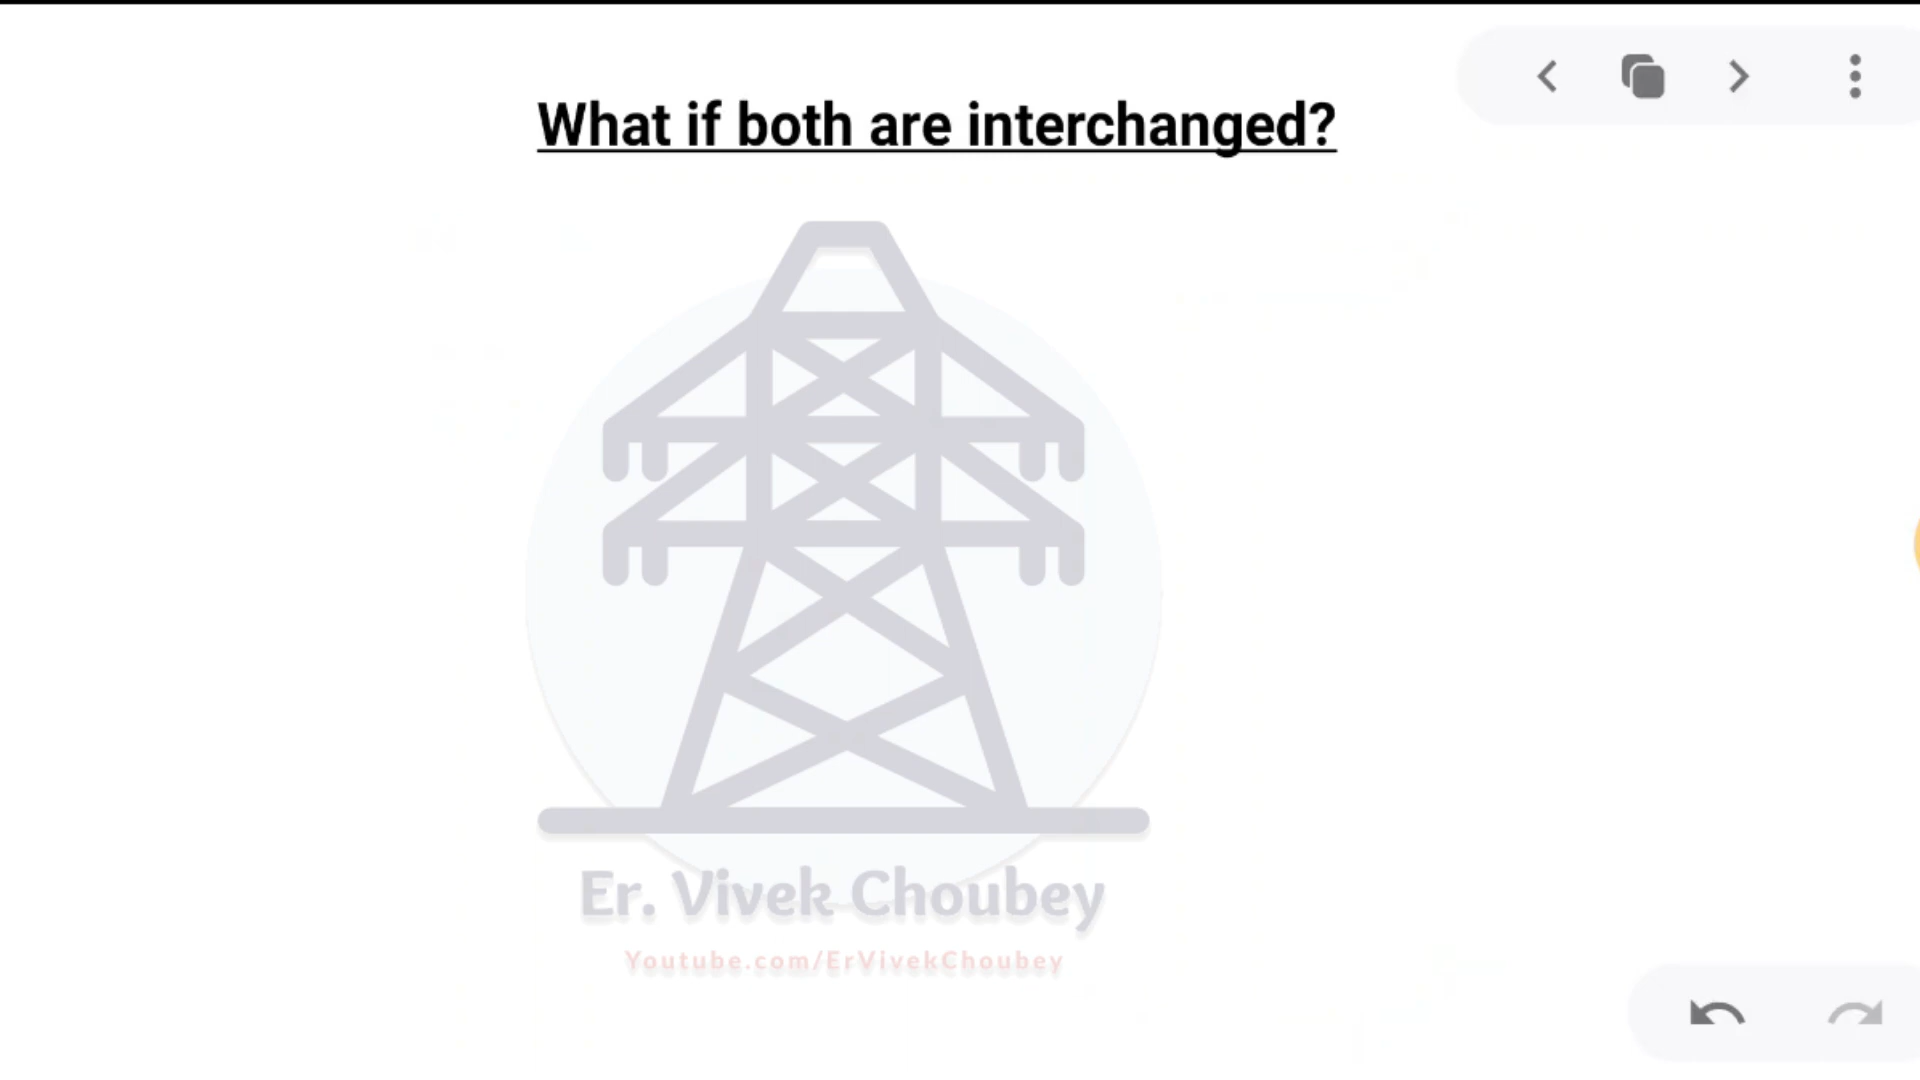 What if both are interchanged?
Er. Vivek Choubey
Youtube.com/ErVivekChoubey